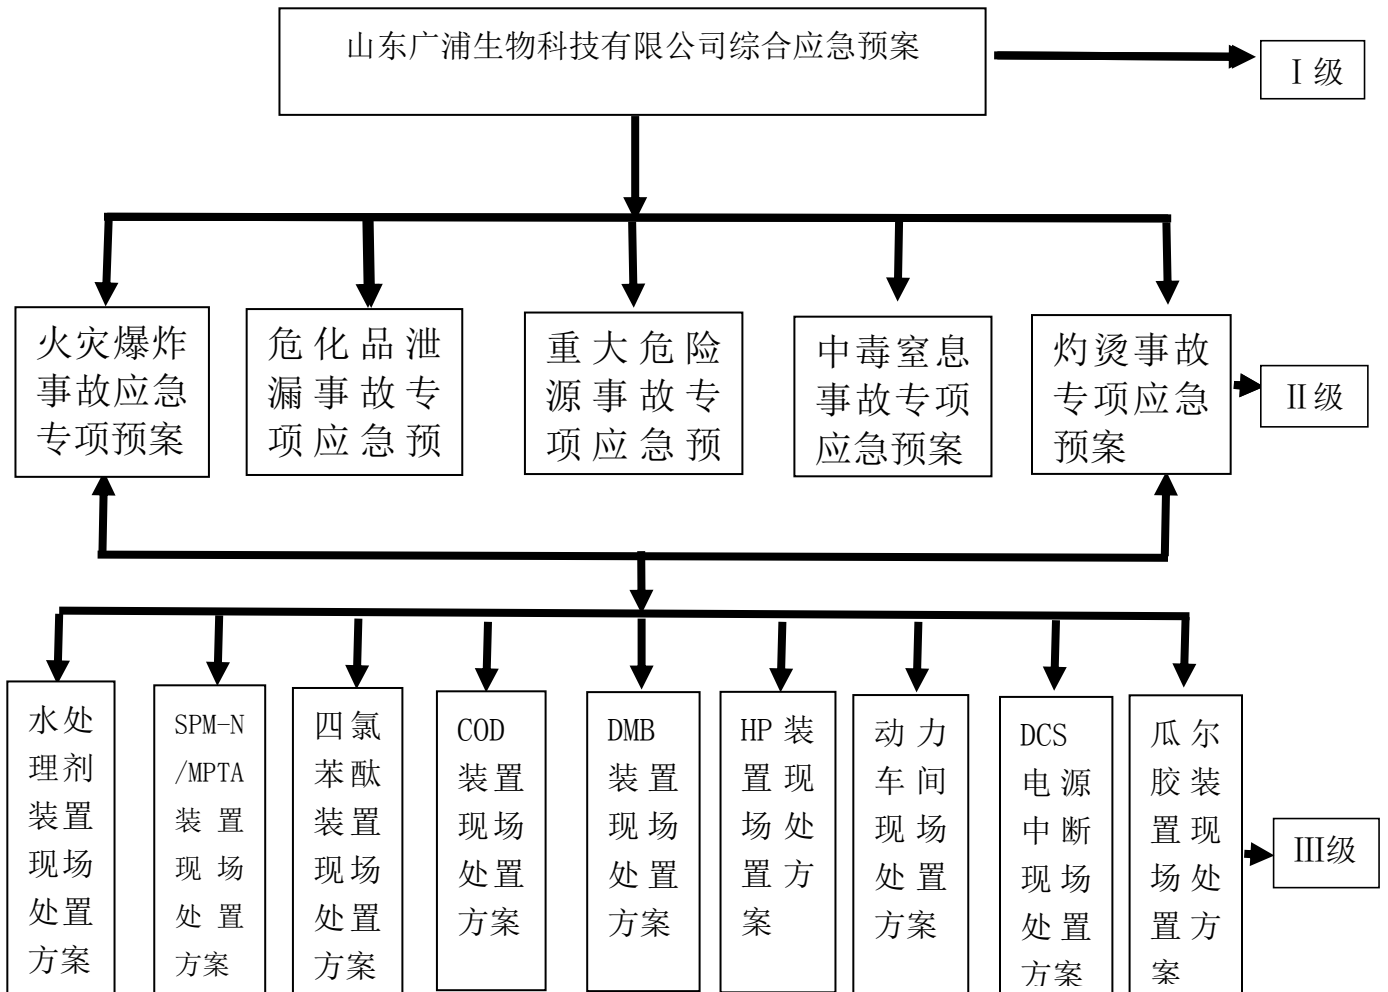 山东广浦生物科技有限公司综合应急预案
Ⅰ级
火灾爆炸
事故应急
专项预案
危化品泄
漏事故专
项应急预
重大危险
源事故专
项应急预
中毒窒息
事故专项
应急预案
灼烫事故
专项应急
预案
Ⅱ级
水处
理剂
装置
现场
处置
方案
SPM-N
/MPTA
装置
现场
处置
方案
四氯
苯酞
装置
现场
处置
方案
COD
装置
现场
处置
方案
DMB
装置
现场
处置
方案
HP装
置现
场处
置方
案
动力
车间
现场
处置
方案
DCS
电源
中断
现场
处置
方案
瓜尔
胶装
置现
场处
置方
案
Ⅲ级